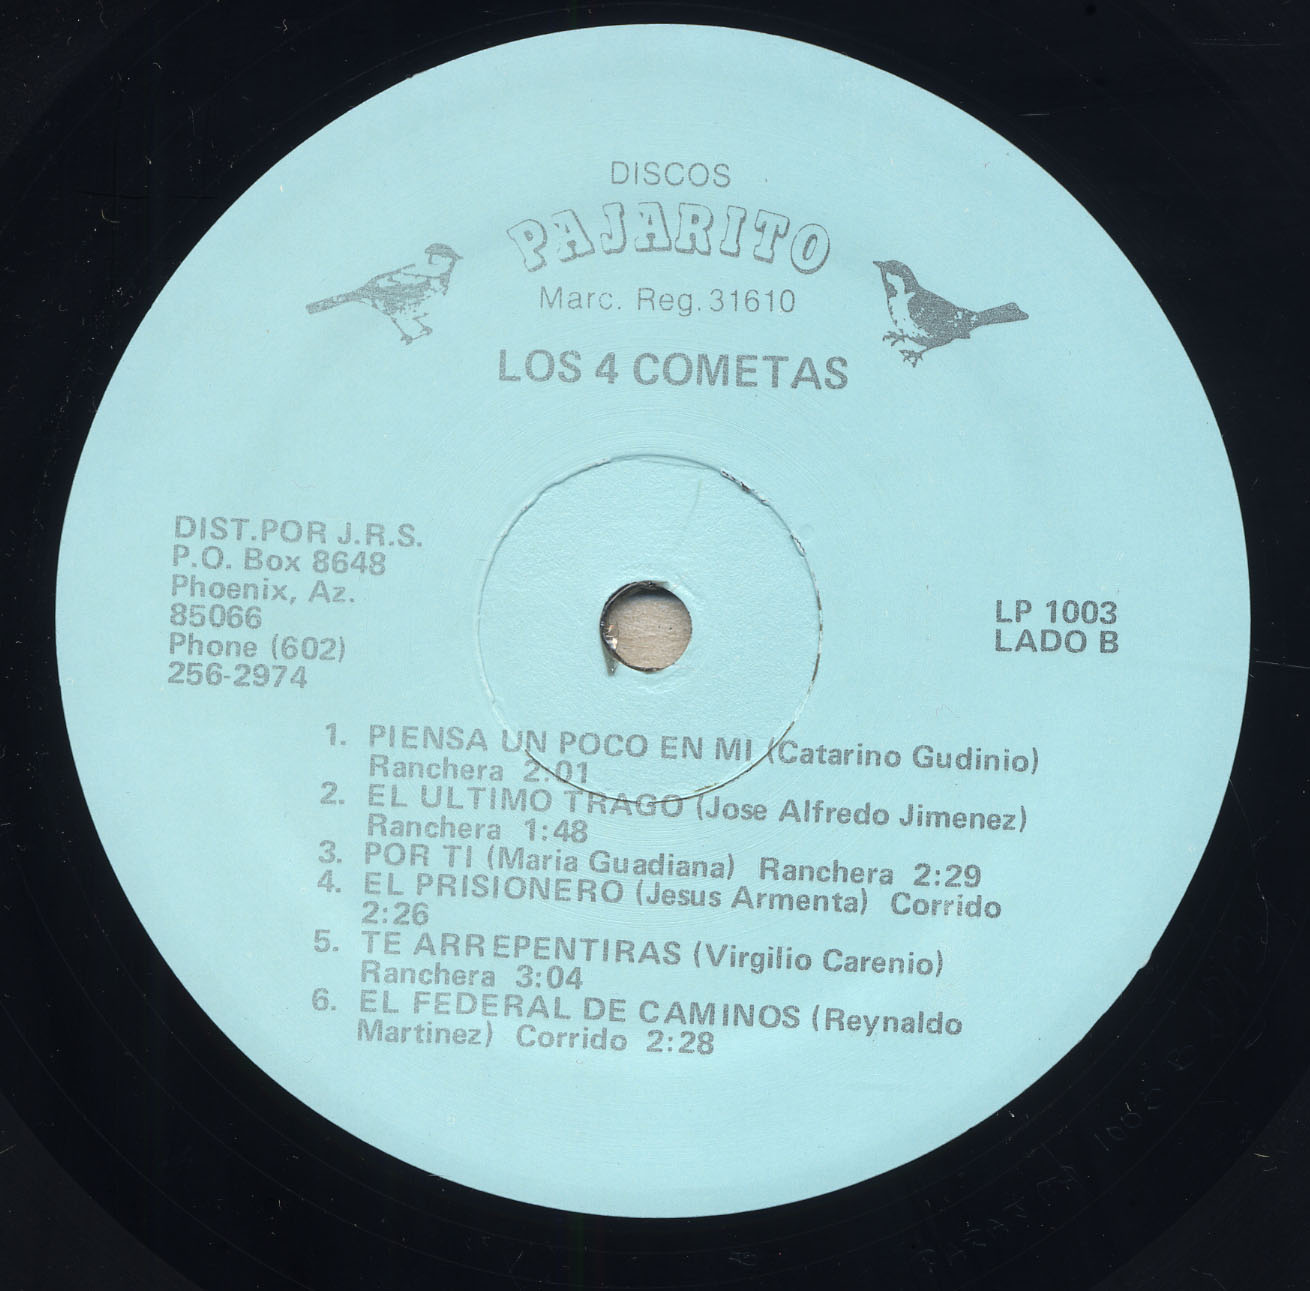 DISCOS
PAJARITO
Marc. Reg. 31610
LOS 4 COMETAS
DIST.POR J.R.S.
P.O. Box 8648
Phoenix, Az.
85066
Phone (602)
256-2974
LP 1003
LADO B
1. PIENSA UN POCO EN MI (Catarino Gudinio)
Ranchera 2:01
2. EL ULTIMO TRAGO (Jose Alfredo Jimenez)
Ranchera 1:48
3. POR TI (Maria Guadiana) Ranchera 2:29
4. EL PRISIONERO (Jesus Armenta) Corrido
2:26
5. TE ARREPENTIRAS (Virgilio Carenio)
Ranchera 3:04
6. EL FEDERAL DE CAMINOS (Reynaldo
Martinez) Corrido 2:28